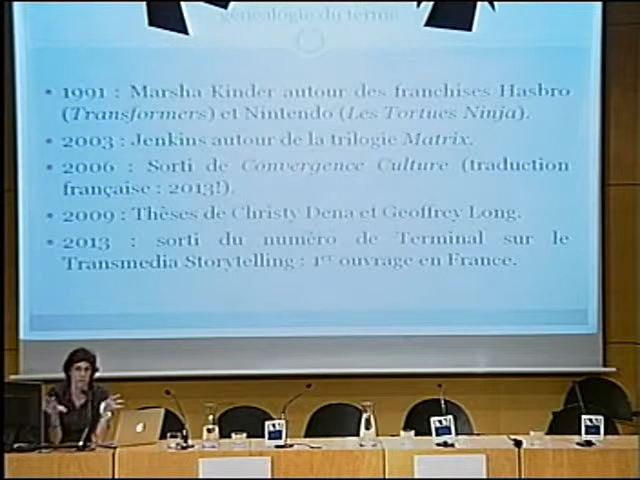 généalogie du terme
• 1991 : Marsha Kinder autour des franchises Hasbro
(Transformers) et Nintendo (Les Tortues Ninja).
• 2003 : Jenkins autour de la trilogie Matrix.
• 2006 : Sorti de Convergence Culture (traduction
française : 2013!).
• 2009 : Thèses de Christy Dena et Geoffrey Long.
• 2013 : sorti du numéro de Terminal sur le
Transmedia Storytelling : 1er ouvrage en France.